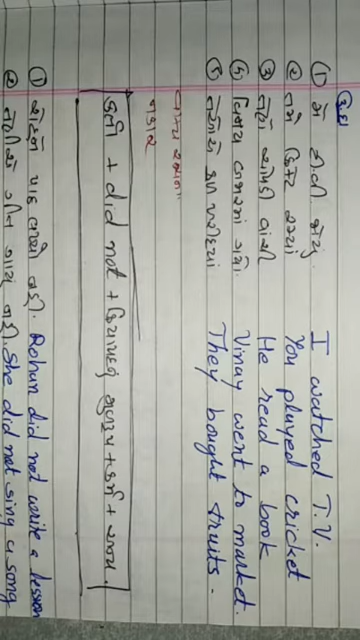 ① મેં ટી.વી જોયું. I watched T.V.
② તમે ક્રિકેટ રમ્યા You played cricket
③ તેણે ચોપડી વાંચી He read a book
④ વિનય બજારમાં ગયો. Vinay went to market.
⑤ તેઓએ ફળ ખરીદ્યા They bought fruits.
વાક્ય રચના
નકાર
કર્તા + did not + ક્રિયાપદનું મૂળરૂપ + કર્મ + અન્ય.
① રોહને પાઠ લખ્યો નહીં. Rohan did not write a lesson
② તેણીએ ગીત ગાયું નહીં. She did not sing a song